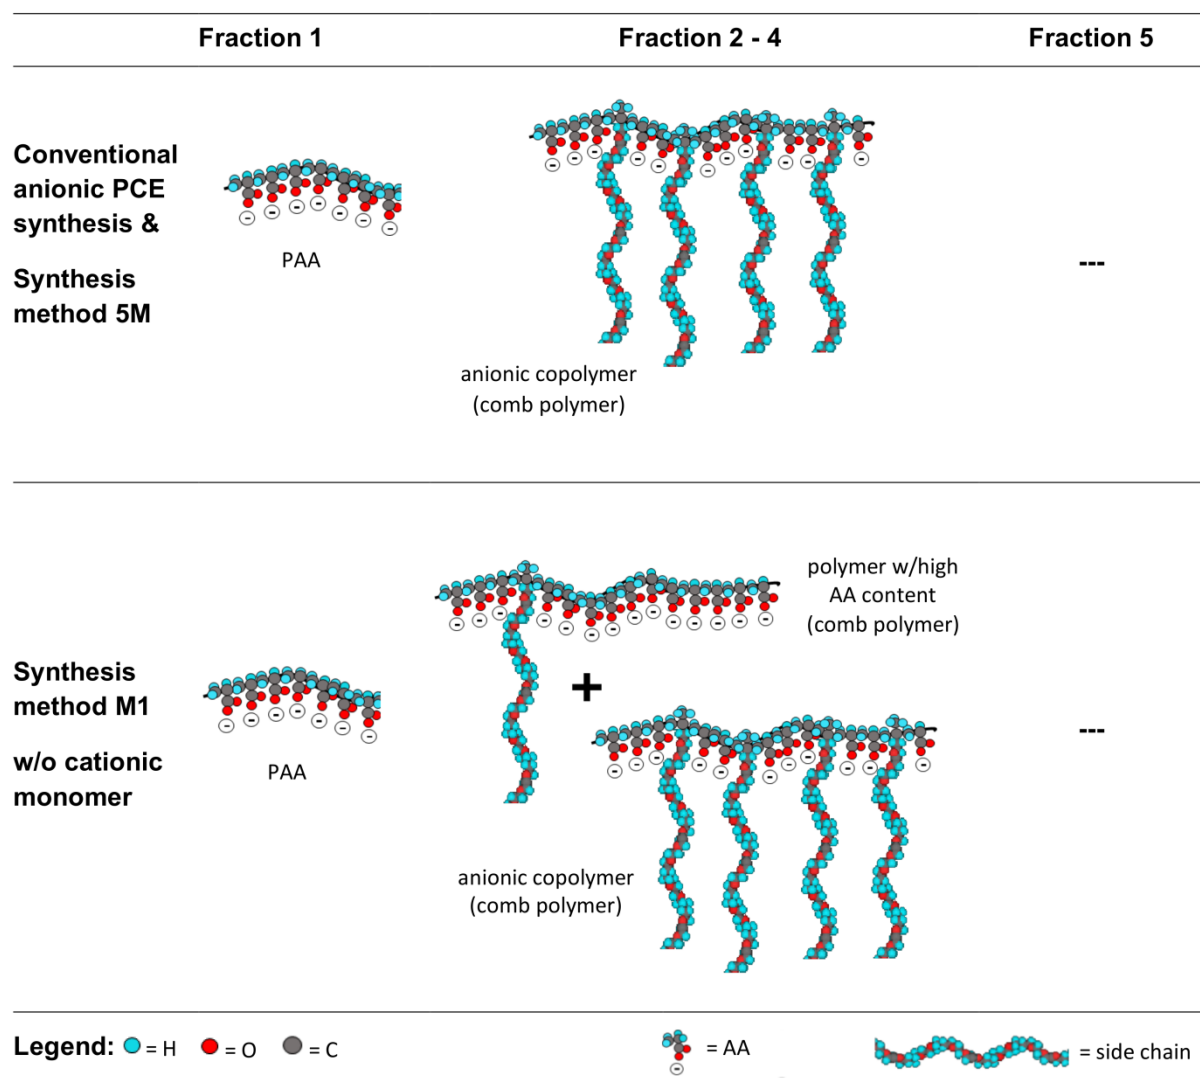 Fraction 1
Fraction 2 - 4
Fraction 5
Conventional
anionic PCE
synthesis &
Synthesis
method 5M
PAA
anionic copolymer
(comb polymer)
---
Synthesis
method M1
w/o cationic
monomer
PAA
polymer w/high
AA content
(comb polymer)
+
anionic copolymer
(comb polymer)
---
Legend: = H = O = C = AA = side chain